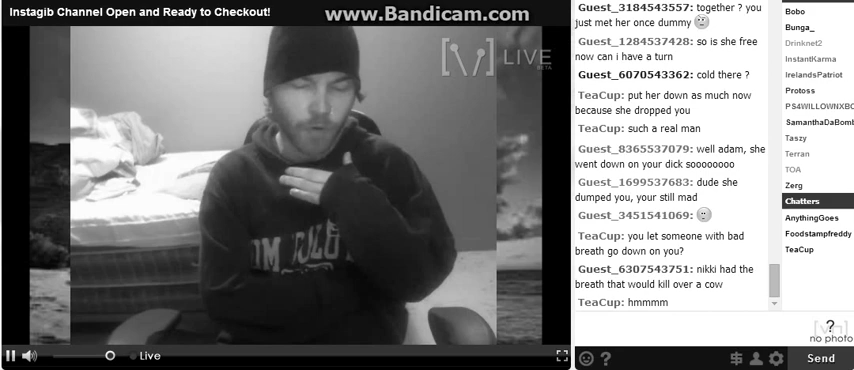 Instagib Channel Open and Ready to Checkout!
www.Bandicam.com
LIVE
BETA
Live
Guest_3184543557: together ? you
just met her once dummy
Guest_1284537428: so is she free
now can i have a turn
Guest_6070543362: cold there ?
TeaCup: put her down as much now
because she dropped you
TeaCup: such a real man
Guest_8365537079: well adam, she
went down on your dick sooooooo
Guest_1699537683: dude she
dumped you, your still mad
Guest_3451541069:
TeaCup: you let someone with bad
breath go down on you?
Guest_6307543751: nikki had the
breath that would kill over a cow
TeaCup: hmmmm
Bobo
Bunga_
Drinknet2
InstantKarma
IrelandsPatriot
Protoss
PS4WILLOWNXBO
SamanthaDaBomb
Taszy
Terran
TOA
Zerg
Chatters
AnythingGoes
Foodstampfreddy
TeaCup
?
no photo
Send